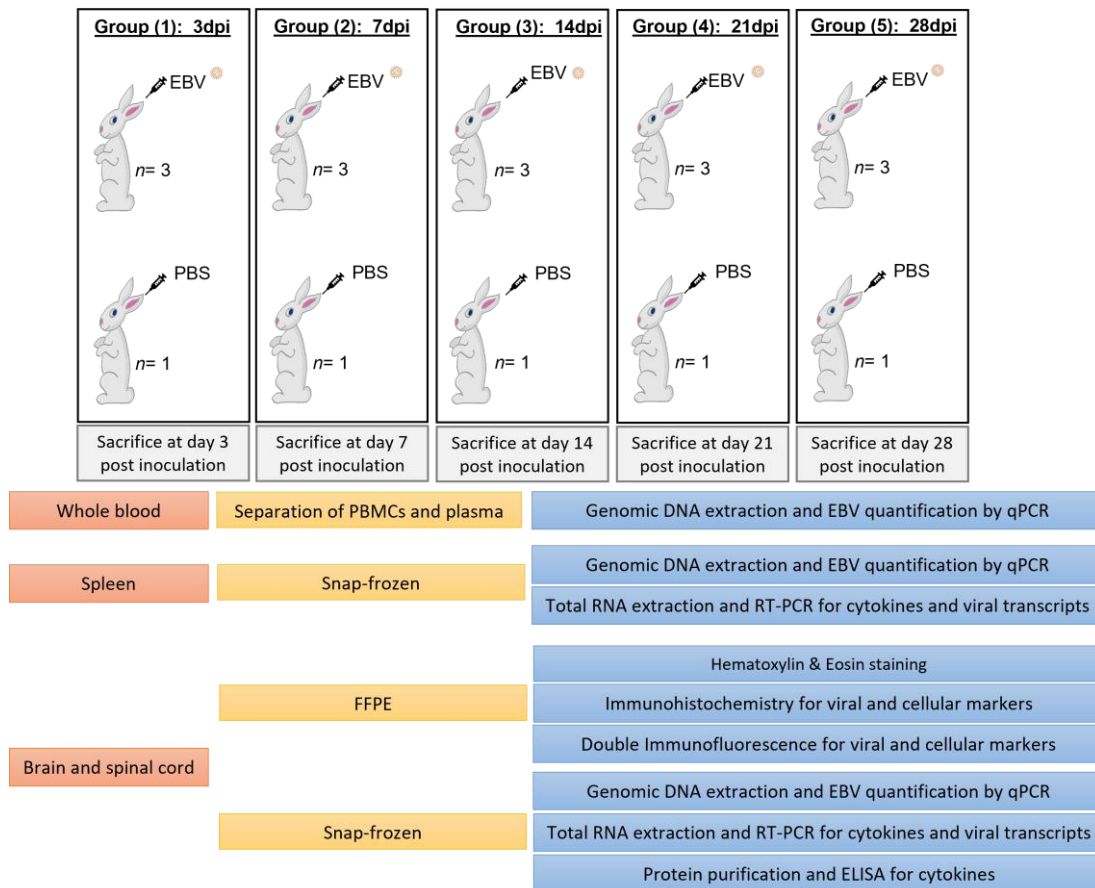 Group (1): 3dpi
EBV
n= 3
PBS
n= 1
Sacrifice at day 3
post inoculation
Group (2): 7dpi
EBV
n= 3
PBS
n= 1
Sacrifice at day 7
post inoculation
Group (3): 14dpi
EBV
n= 3
PBS
n= 1
Sacrifice at day 14
post inoculation
Group (4): 21dpi
EBV
n= 3
PBS
n= 1
Sacrifice at day 21
post inoculation
Group (5): 28dpi
EBV
n= 3
PBS
n= 1
Sacrifice at day 28
post inoculation
Whole blood
Separation of PBMCs and plasma
Genomic DNA extraction and EBV quantification by qPCR
Spleen
Snap-frozen
Genomic DNA extraction and EBV quantification by qPCR
Total RNA extraction and RT-PCR for cytokines and viral transcripts
Brain and spinal cord
FFPE
Hematoxylin & Eosin staining
Immunohistochemistry for viral and cellular markers
Double Immunofluorescence for viral and cellular markers
Snap-frozen
Genomic DNA extraction and EBV quantification by qPCR
Total RNA extraction and RT-PCR for cytokines and viral transcripts
Protein purification and ELISA for cytokines